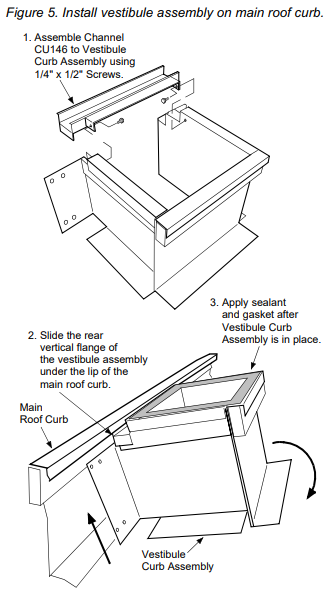 Figure 5. Install vestibule assembly on main roof curb.
1. Assemble Channel
CU146 to Vestibule
Curb Assembly using
1/4" x 1/2" Screws.
3. Apply sealant
and gasket after
Vestibule Curb
Assembly is in place.
2. Slide the rear
vertical flange of
the vestibule assembly
under the lip of the
main roof curb.
Main
Roof Curb
Vestibule
Curb Assembly